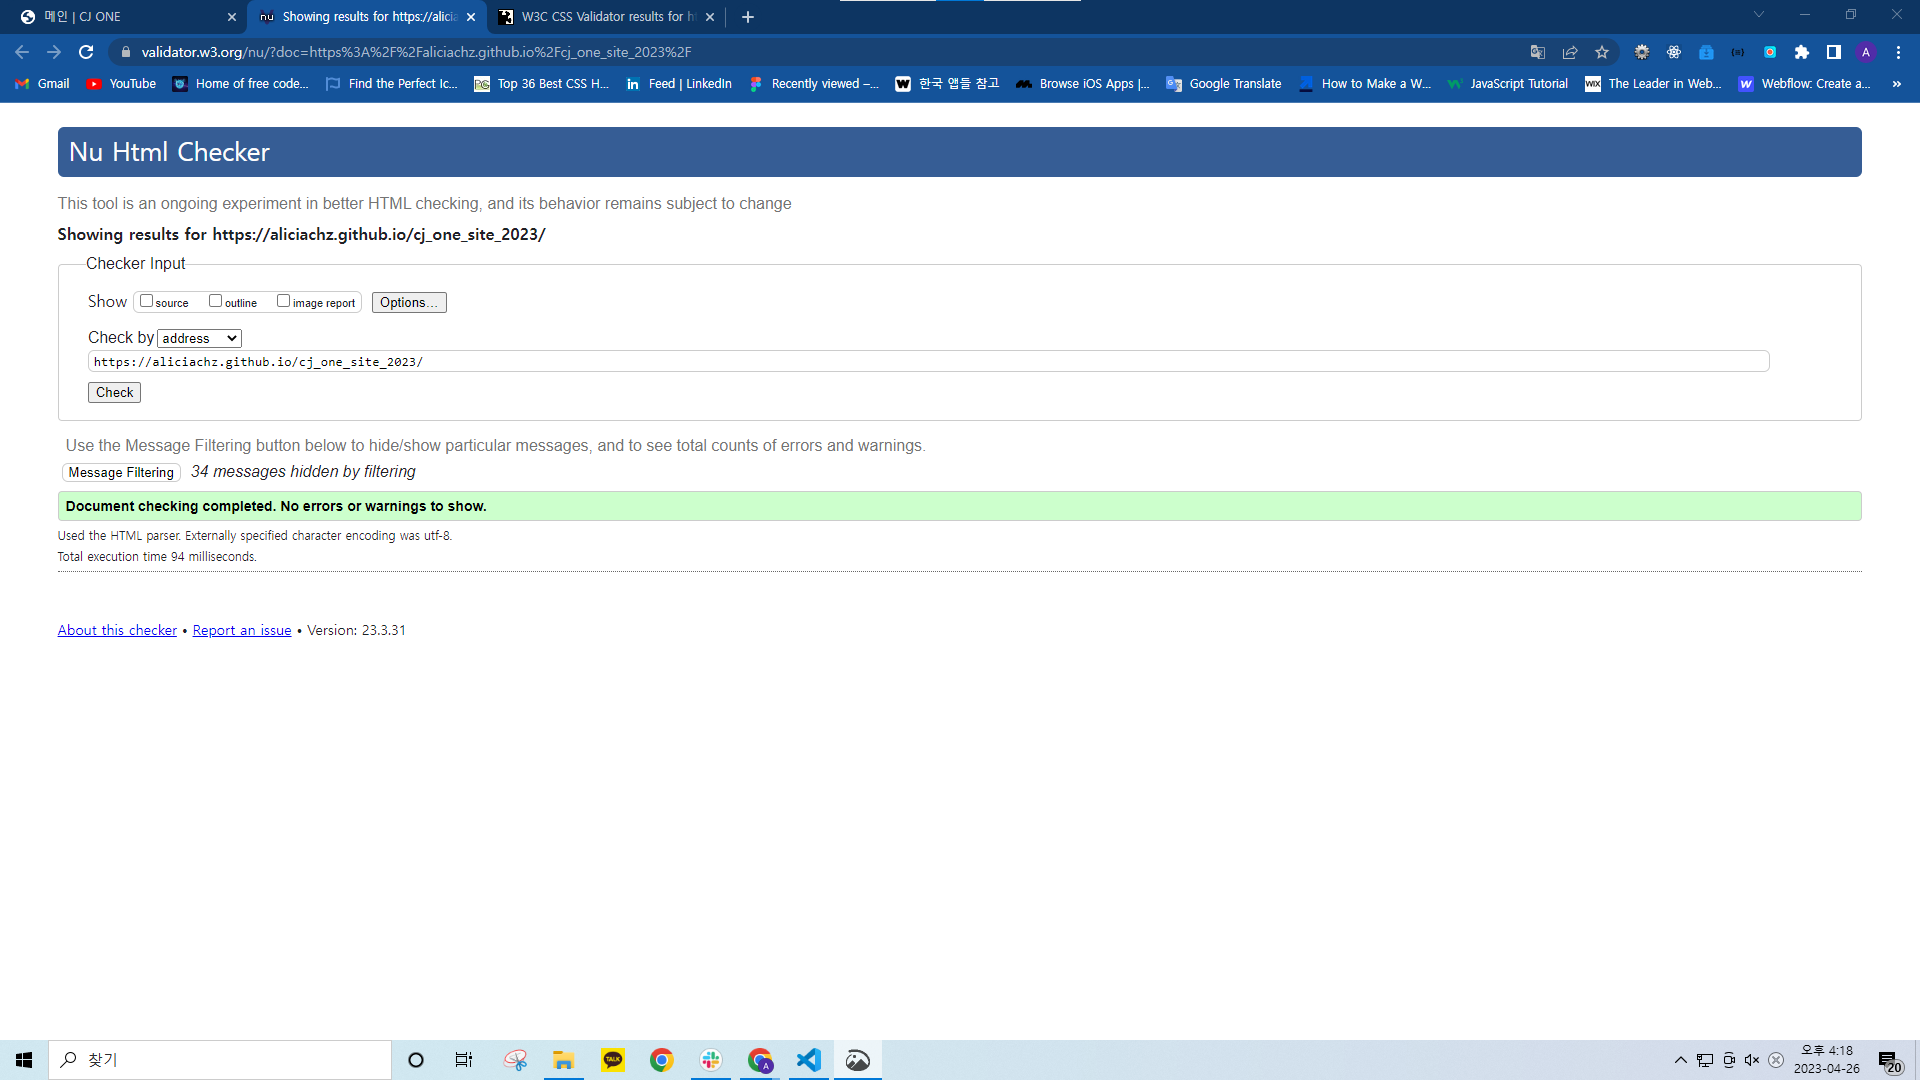 메인 | CJ ONE
Showing results for https://alicia
W3C CSS Validator results for h
validator.w3.org/nu/?doc=https%3A%2F%2Faliciachz.github.io%2Fcj_one_site_2023%2F
A
Gmail
YouTube
Home of free code...
Find the Perfect Ic...
Top 36 Best CSS H...
Feed | LinkedIn
Recently viewed –...
한국 앱들 참고
Browse iOS Apps |...
Google Translate
How to Make a W...
JavaScript Tutorial
The Leader in Web...
Webflow: Create a...
»
Nu Html Checker
This tool is an ongoing experiment in better HTML checking, and its behavior remains subject to change
Showing results for https://aliciachz.github.io/cj_one_site_2023/
Checker Input
Show source outline image report Options...
Check by address
https://aliciachz.github.io/cj_one_site_2023/
Check
Use the Message Filtering button below to hide/show particular messages, and to see total counts of errors and warnings.
Message Filtering 34 messages hidden by filtering
Document checking completed. No errors or warnings to show.
Used the HTML parser. Externally specified character encoding was utf-8.
Total execution time 94 milliseconds.
About this checker • Report an issue • Version: 23.3.31
찾기
TALK
A
오후 4:18
2023-04-26
20